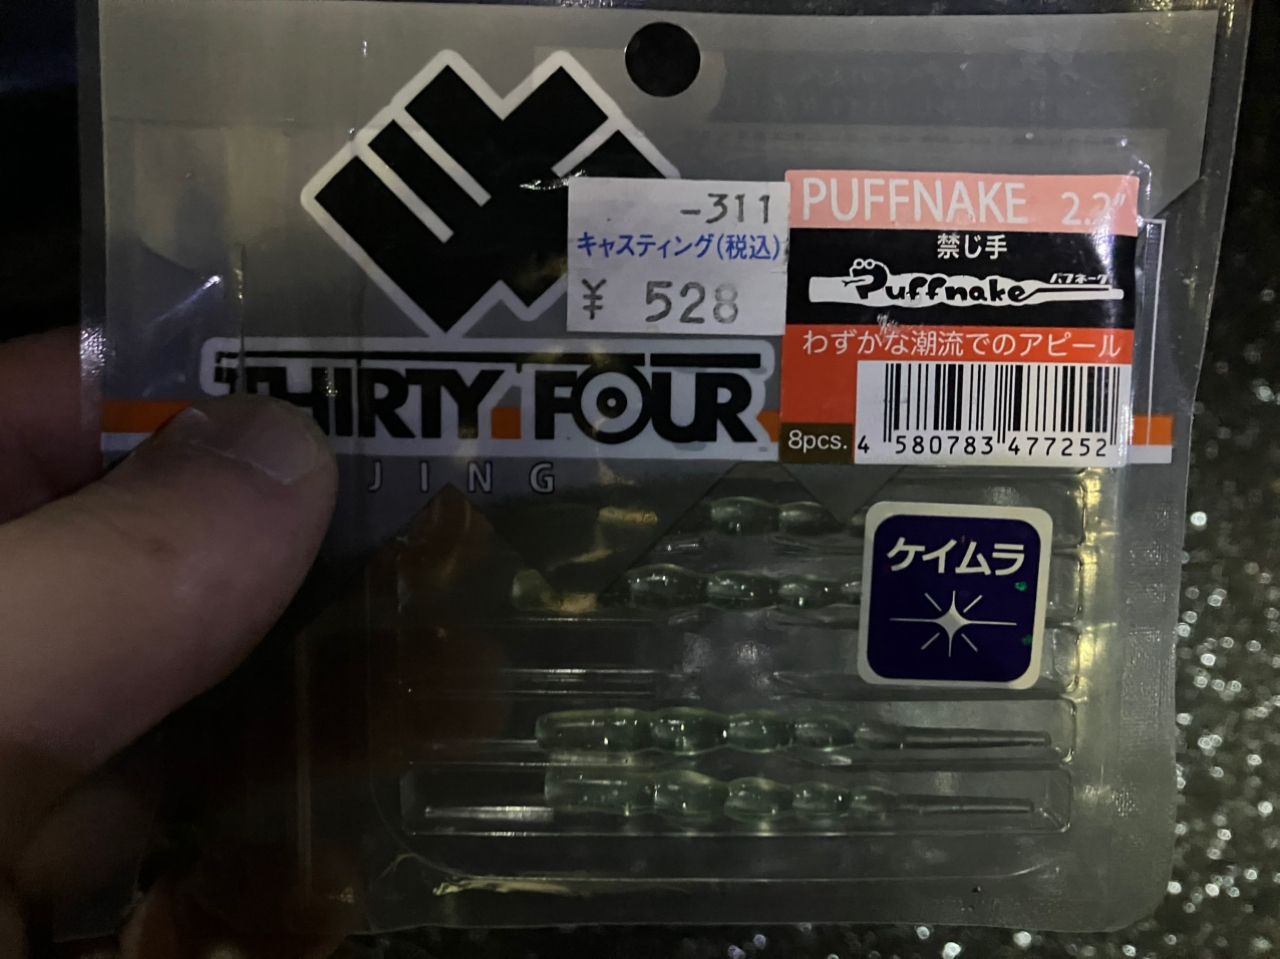 -311
キャスティング(税込)
¥ 528
PUFFNAKE 2.2"
禁じ手
Puffnake パフネーク
わずかな潮流でのアピール
8pcs.
4 580783 477252
THIRTY FOUR
JING
ケイムラ